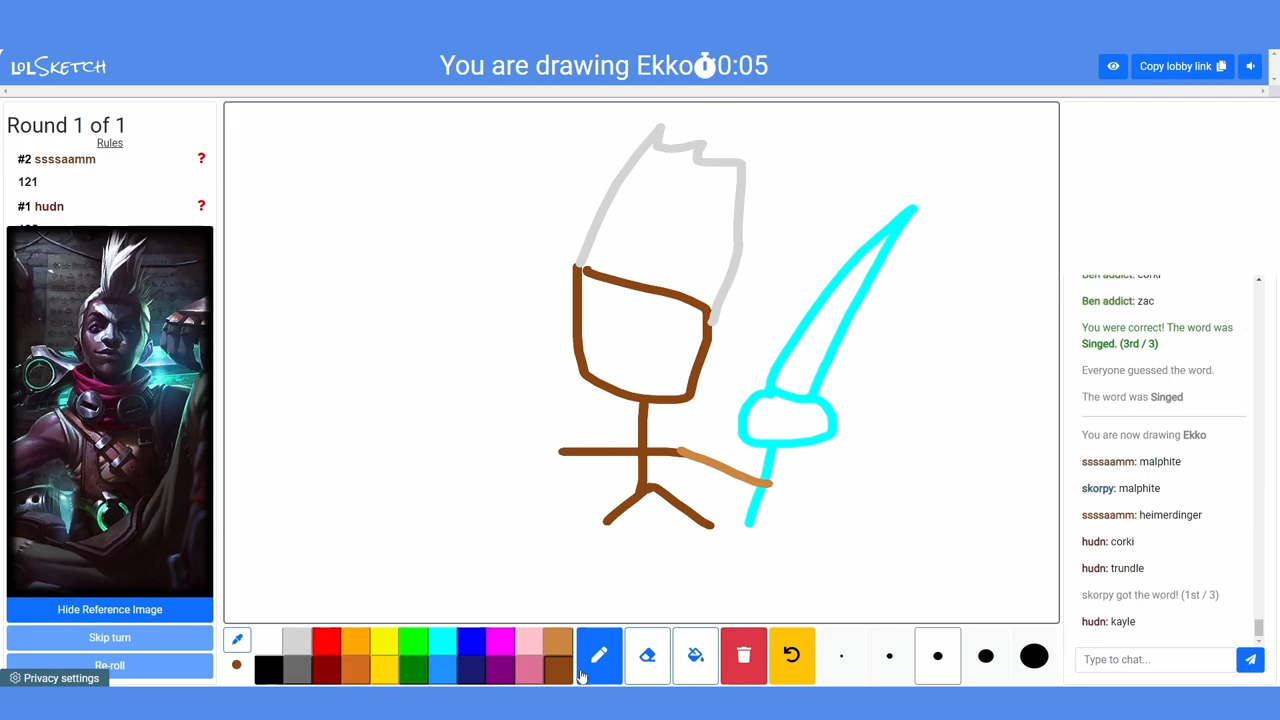 LOLSKETCH
You are drawing Ekko 0:05
Copy lobby link
Round 1 of 1
Rules
#2 ssssaamm ?
121
#1 hudn ?
Hide Reference Image
Skip turn
Re-roll
Privacy settings
Ben addict: corki
Ben addict: zac
You were correct! The word was
Singed. (3rd / 3)
Everyone guessed the word.
The word was Singed
You are now drawing Ekko
ssssaamm: malphite
skorpy: malphite
ssssaamm: heimerdinger
hudn: corki
hudn: trundle
skorpy got the word! (1st / 3)
hudn: kayle
Type to chat...